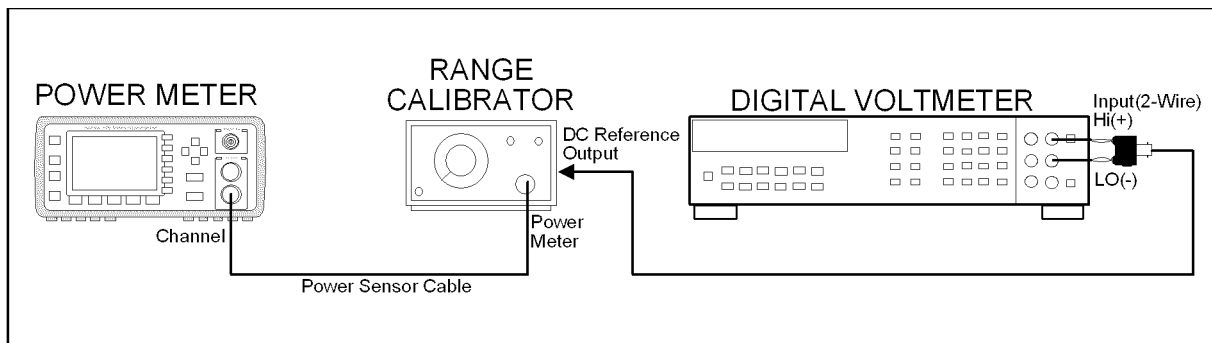 POWER METER
RANGE
CALIBRATOR
DIGITAL VOLTMETER
Input(2-Wire)
Hi(+)
LO(-)
DC Reference
Output
Power
Meter
Channel
Power Sensor Cable